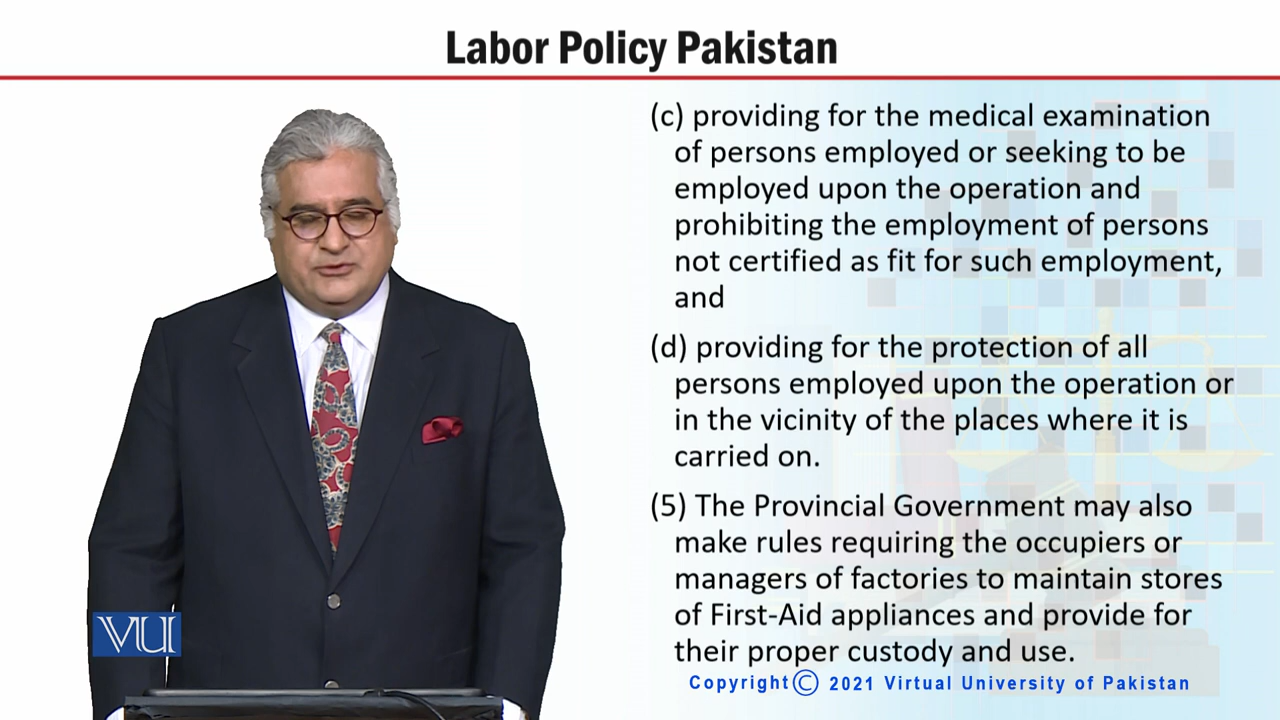 Labor Policy Pakistan
(c) providing for the medical examination
of persons employed or seeking to be
employed upon the operation and
prohibiting the employment of persons
not certified as fit for such employment,
and
(d) providing for the protection of all
persons employed upon the operation or
in the vicinity of the places where it is
carried on.
(5) The Provincial Government may also
make rules requiring the occupiers or
managers of factories to maintain stores
of First-Aid appliances and provide for
their proper custody and use.
VU
Copyright © 2021 Virtual University of Pakistan